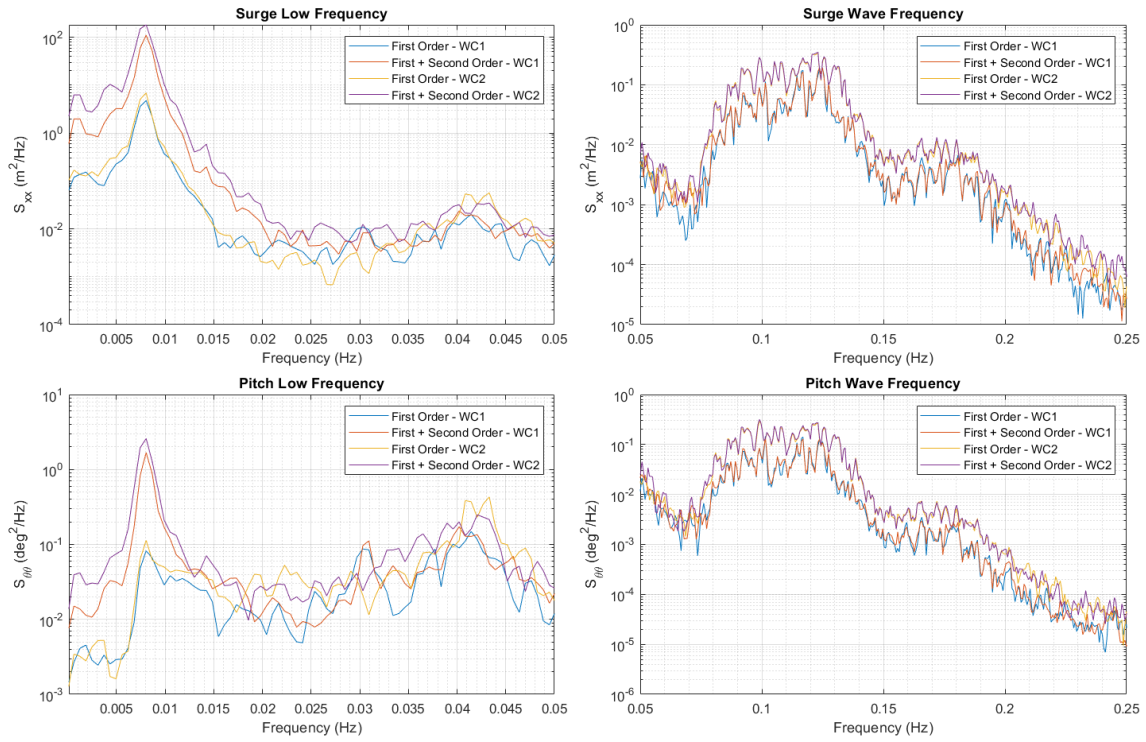 Surge Low Frequency
10^2
10^0
10^-2
10^-4
S_xx (m^2/Hz)
First Order - WC1
First + Second Order - WC1
First Order - WC2
First + Second Order - WC2
0.005 0.01 0.015 0.02 0.025 0.03 0.035 0.04 0.045 0.05
Frequency (Hz)
Surge Wave Frequency
10^0
10^-1
10^-2
10^-3
10^-4
10^-5
S_xx (m^2/Hz)
First Order - WC1
First + Second Order - WC1
First Order - WC2
First + Second Order - WC2
0.05 0.1 0.15 0.2 0.25
Frequency (Hz)
Pitch Low Frequency
10^1
10^0
10^-1
10^-2
10^-3
S_θθ (deg^2/Hz)
First Order - WC1
First + Second Order - WC1
First Order - WC2
First + Second Order - WC2
0.005 0.01 0.015 0.02 0.025 0.03 0.035 0.04 0.045 0.05
Frequency (Hz)
Pitch Wave Frequency
10^0
10^-1
10^-2
10^-3
10^-4
10^-5
10^-6
S_θθ (deg^2/Hz)
First Order - WC1
First + Second Order - WC1
First Order - WC2
First + Second Order - WC2
0.05 0.1 0.15 0.2 0.25
Frequency (Hz)